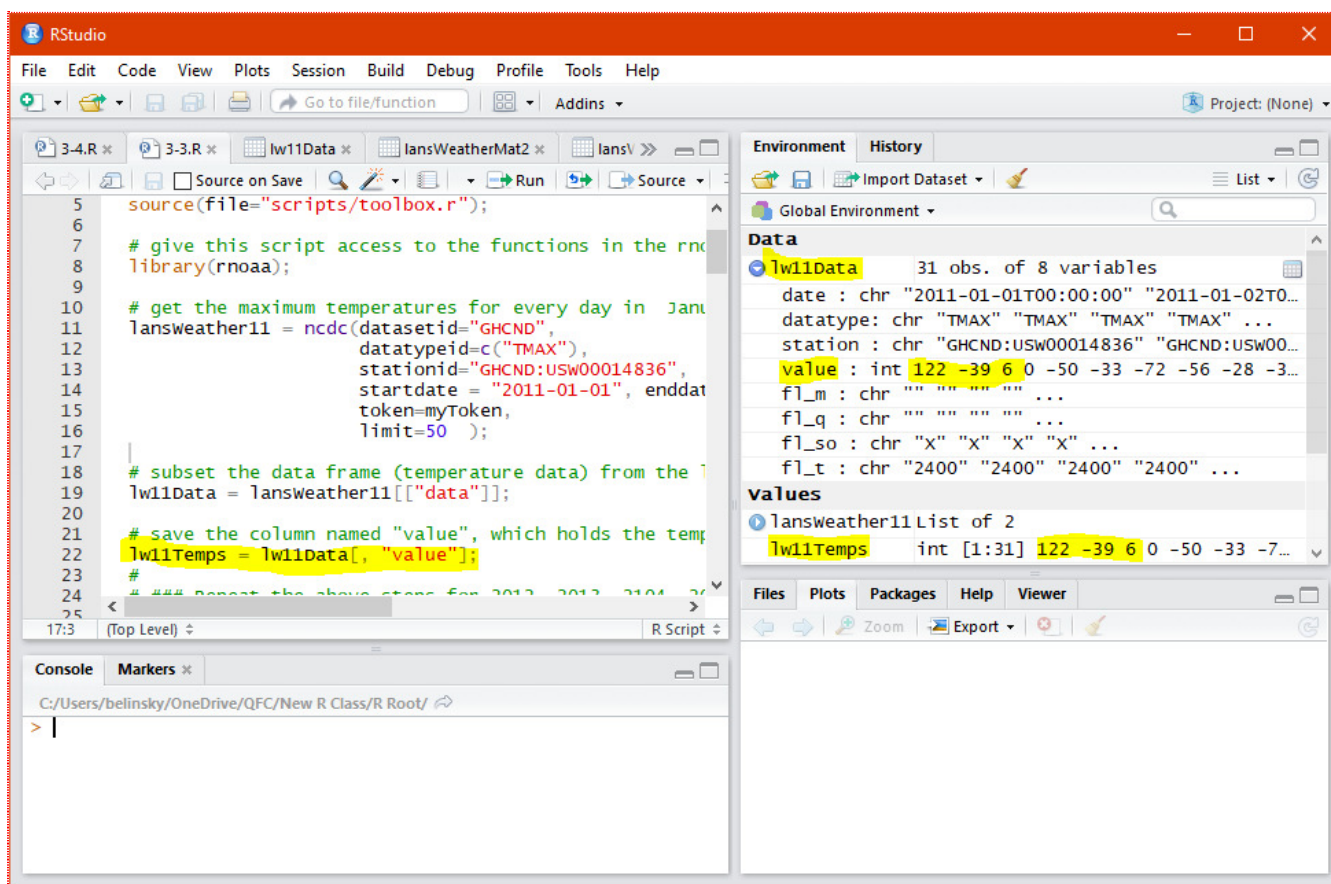 RStudio
File Edit Code View Plots Session Build Debug Profile Tools Help
Go to file/function Addins Project: (None)
3-4.R 3-3.R lw11Data lansWeatherMat2 lansV
Source on Save Run Source
5 source(file="scripts/toolbox.r");
6
7 # give this script access to the functions in the rno
8 library(rnoaa);
9
10 # get the maximum temperatures for every day in Janu
11 lansWeather11 = ncdc(datasetid="GHCND",
12 datatypeid=c("TMAX"),
13 stationid="GHCND:USW00014836",
14 startdate = "2011-01-01", enddat
15 token=myToken,
16 limit=50 );
17
18 # subset the data frame (temperature data) from the l
19 lw11Data = lansWeather11[["data"]];
20
21 # save the column named "value", which holds the temp
22 lw11Temps = lw11Data[, "value"];
23 #
24 # ### Repeat the above steps for 2012, 2013, 2104, 20
25
17:3 (Top Level) R Script
Console Markers
C:/Users/belinsky/OneDrive/QFC/New R Class/R Root/
>
Environment History
Import Dataset List
Global Environment
Data
lw11Data 31 obs. of 8 variables
date : chr "2011-01-01T00:00:00" "2011-01-02T0...
datatype: chr "TMAX" "TMAX" "TMAX" "TMAX" ...
station : chr "GHCND:USW00014836" "GHCND:USW00...
value : int 122 -39 6 0 -50 -33 -72 -56 -28 -3...
fl_m : chr "" "" "" "" ...
fl_q : chr "" "" "" "" ...
fl_so : chr "X" "X" "X" "X" ...
fl_t : chr "2400" "2400" "2400" "2400" ...
Values
lansWeather11 List of 2
lw11Temps int [1:31] 122 -39 6 0 -50 -33 -7...
Files Plots Packages Help Viewer
Zoom Export